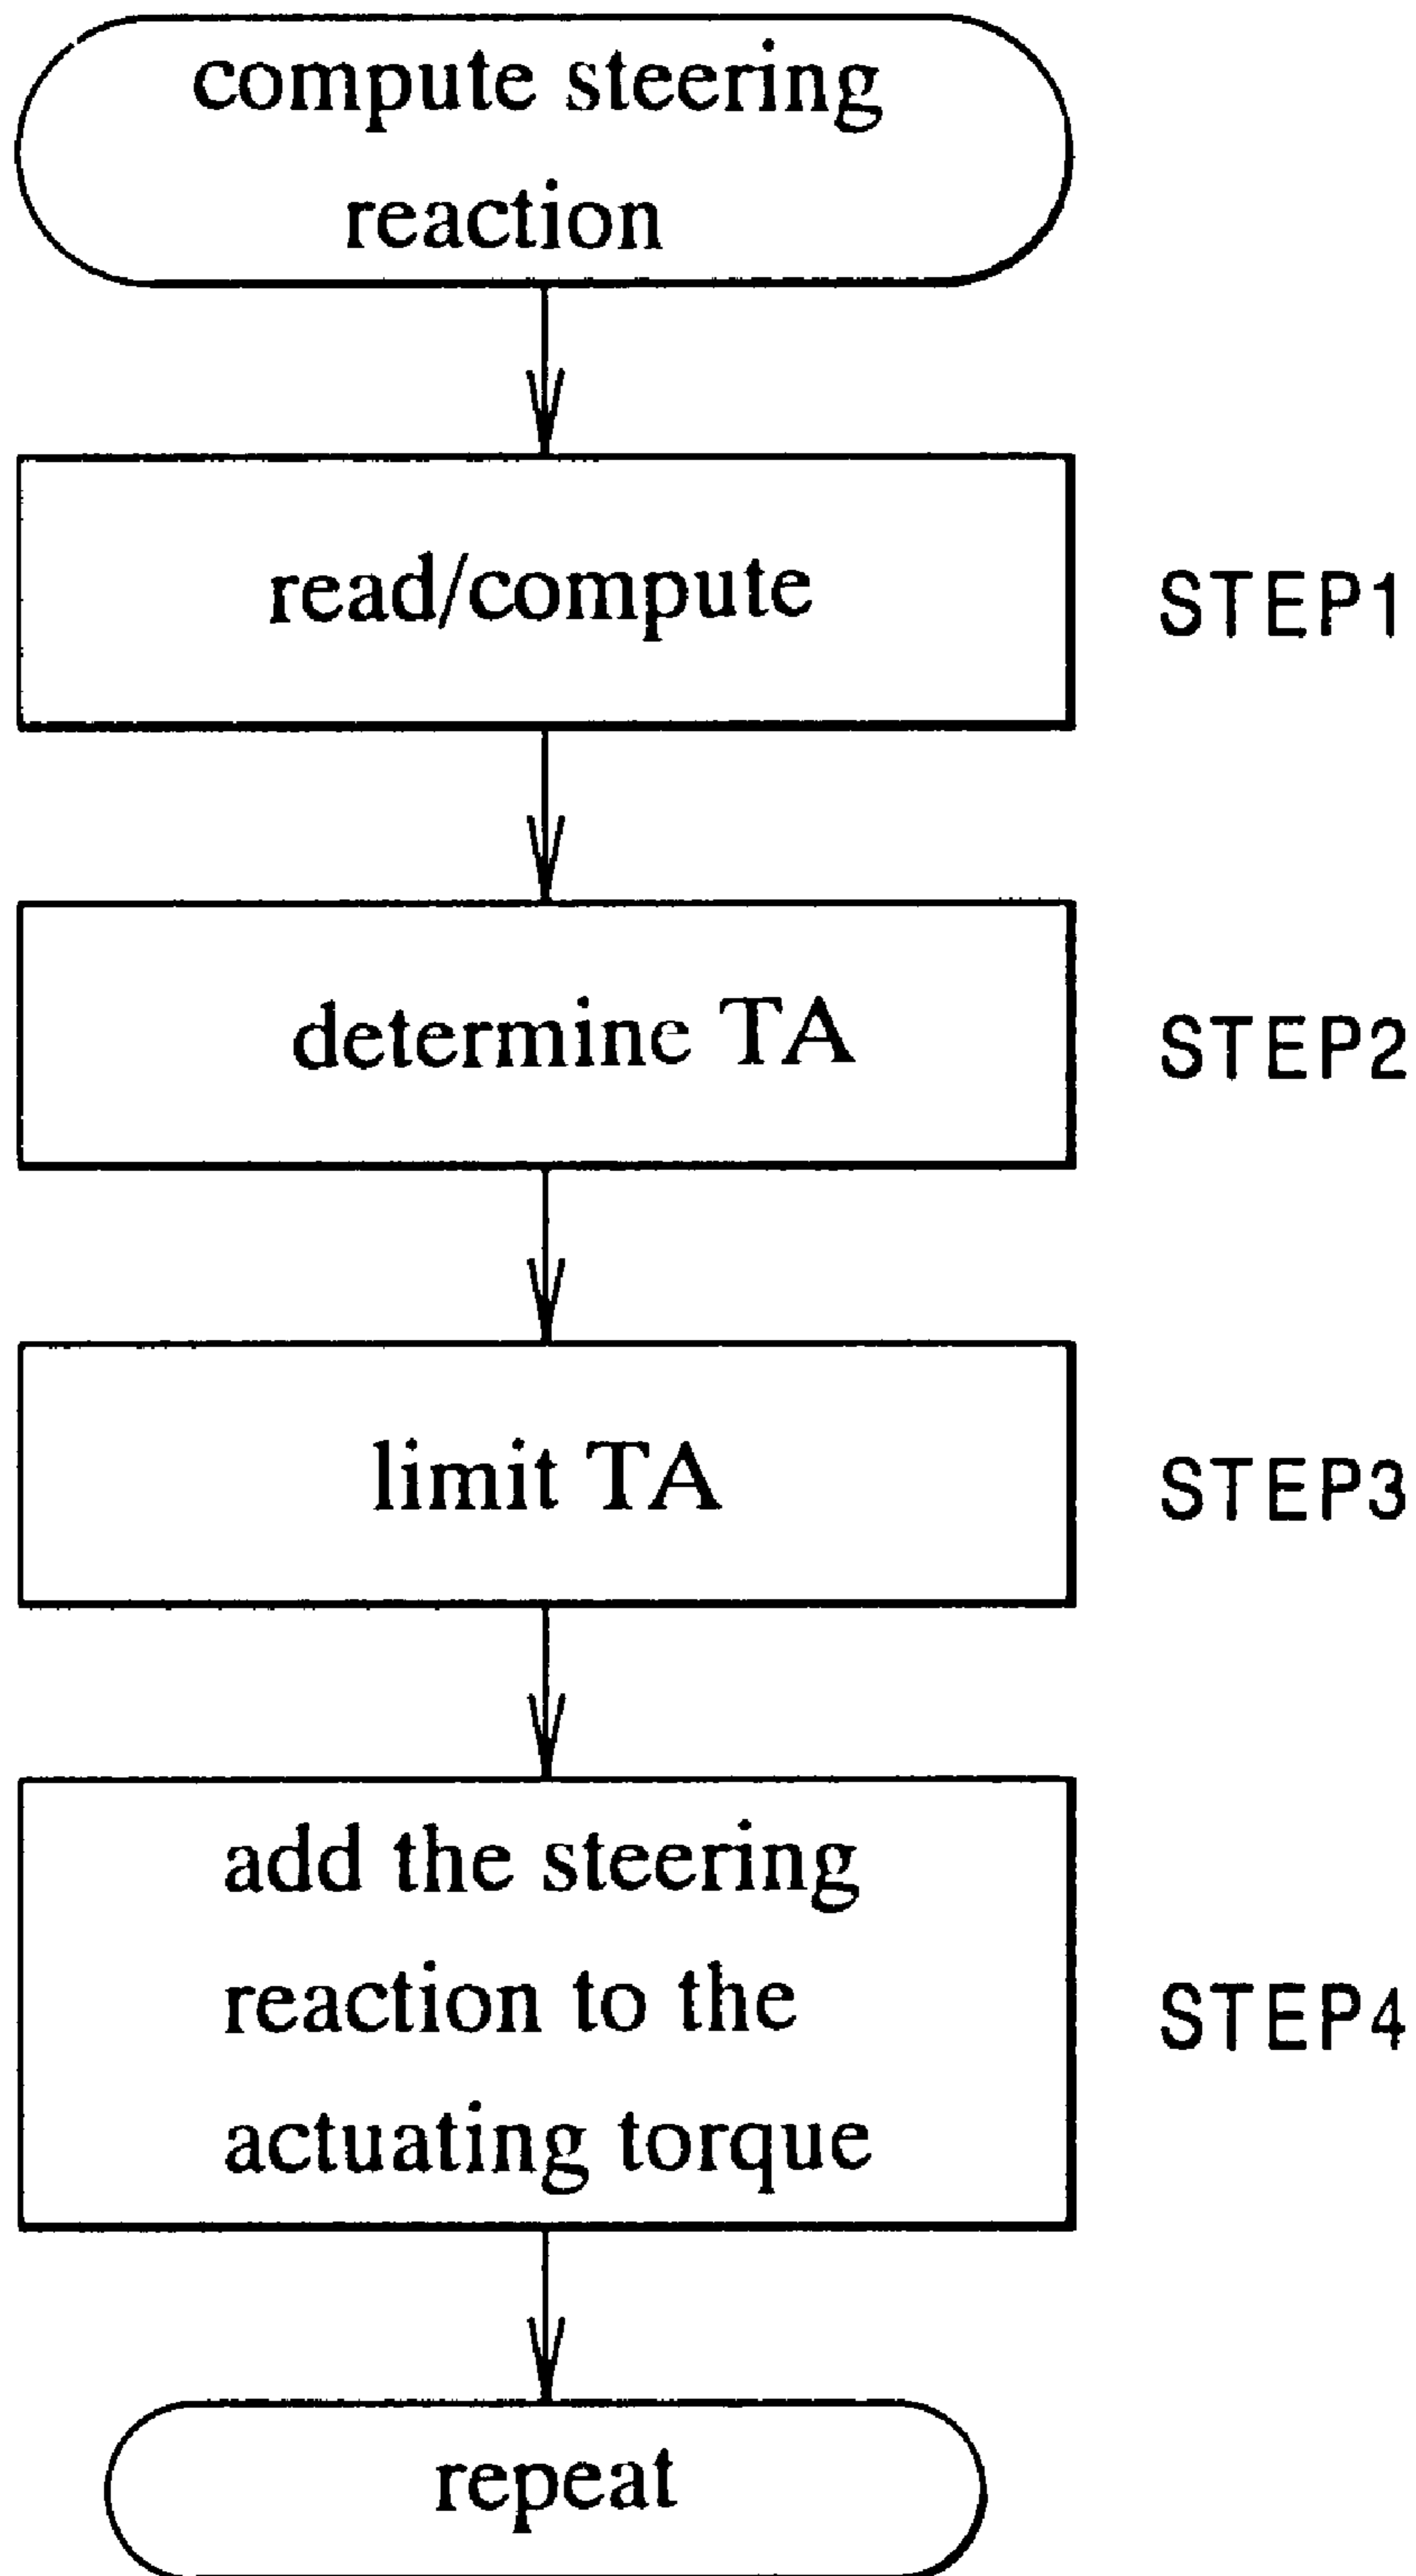 compute steering
reaction
read/compute
STEP1
determine TA
STEP2
limit TA
STEP3
add the steering
reaction to the
actuating torque
STEP4
repeat